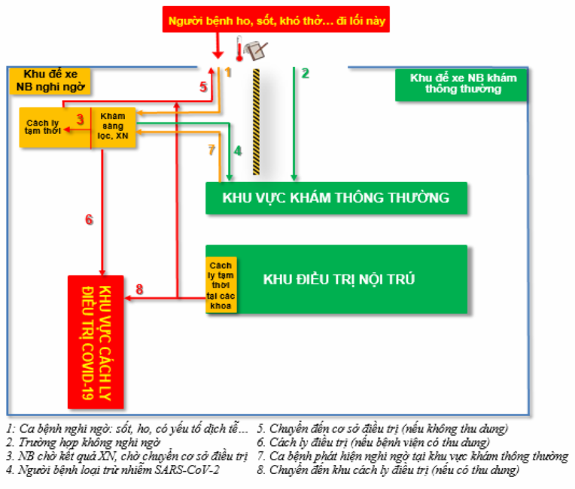 Người bệnh ho, sốt, khó thở… đi lối này
Khu để xe
NB nghi ngờ
1
2
Khu để xe NB khám
thông thường
5
Cách ly
tạm thời
3
Khám
sàng
lọc, XN
4
7
KHU VỰC KHÁM THÔNG THƯỜNG
6
Cách
ly tạm
thời
tại các
khoa
KHU ĐIỀU TRỊ NỘI TRÚ
8
KHU VỰC CÁCH LY
ĐIỀU TRỊ COVID-19
1: Ca bệnh nghi ngờ: sốt, ho, có yếu tố dịch tễ…
2. Trường hợp không nghi ngờ
3. NB chờ kết quả XN, chờ chuyển cơ sở điều trị
4. Người bệnh loại trừ nhiễm SARS-CoV-2
5. Chuyển đến cơ sở điều trị (nếu không thu dung)
6. Cách ly điều trị (nếu bệnh viện có thu dung)
7. Ca bệnh phát hiện nghi ngờ tại khu vực khám thông thường
8. Chuyển đến khu cách ly điều trị (nếu có thu dung)